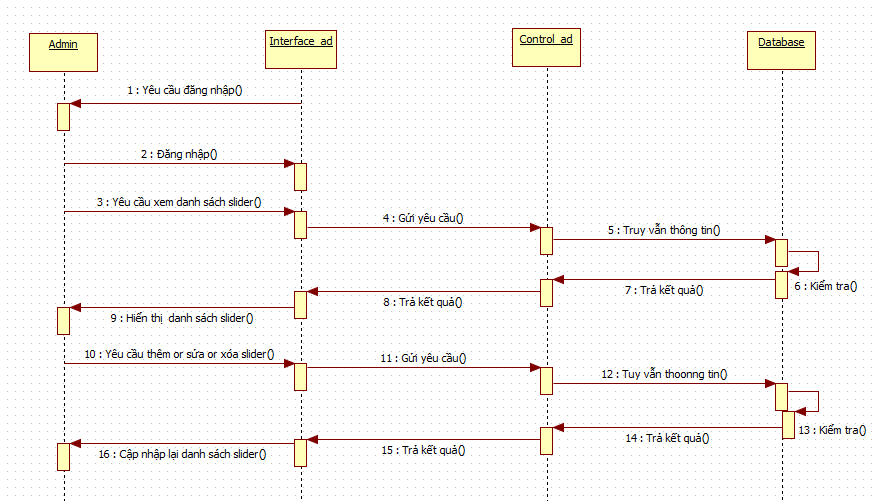 Admin
Interface_ad
Control_ad
Database
1 : Yêu cầu đăng nhập()
2 : Đăng nhập()
3 : Yêu cầu xem danh sách slider()
4 : Gửi yêu cầu()
5 : Truy vẫn thông tin()
6 : Kiểm tra()
7 : Trả kết quả()
8 : Trả kết quả()
9 : Hiển thị danh sách slider()
10 : Yêu cầu thêm or sửa or xóa slider()
11 : Gửi yêu cầu()
12 : Tuy vẫn thoonng tin()
13 : Kiểm tra()
14 : Trả kết quả()
15 : Trả kết quả()
16 : Cập nhập lại danh sách slider()